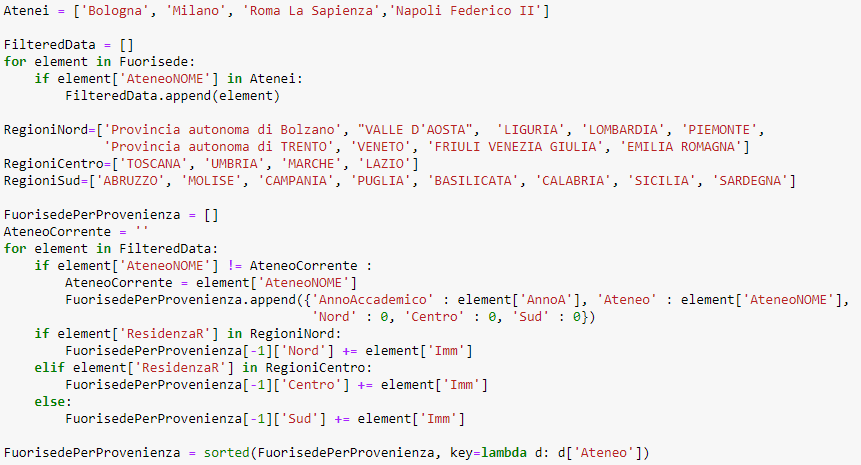 Atenei = ['Bologna', 'Milano', 'Roma La Sapienza','Napoli Federico II']

FilteredData = []
for element in Fuorisede:
    if element['AteneoNOME'] in Atenei:
        FilteredData.append(element)

RegioniNord=['Provincia autonoma di Bolzano', "VALLE D'AOSTA",  'LIGURIA', 'LOMBARDIA', 'PIEMONTE',
             'Provincia autonoma di TRENTO', 'VENETO', 'FRIULI VENEZIA GIULIA', 'EMILIA ROMAGNA']
RegioniCentro=['TOSCANA', 'UMBRIA', 'MARCHE', 'LAZIO']
RegioniSud=['ABRUZZO', 'MOLISE', 'CAMPANIA', 'PUGLIA', 'BASILICATA', 'CALABRIA', 'SICILIA', 'SARDEGNA']

FuorisedePerProvenienza = []
AteneoCorrente = ''
for element in FilteredData:
    if element['AteneoNOME'] != AteneoCorrente :
        AteneoCorrente = element['AteneoNOME']
        FuorisedePerProvenienza.append({'AnnoAccademico' : element['AnnoA'], 'Ateneo' : element['AteneoNOME'],
                                        'Nord' : 0, 'Centro' : 0, 'Sud' : 0})
    if element['ResidenzaR'] in RegioniNord:
        FuorisedePerProvenienza[-1]['Nord'] += element['Imm']
    elif element['ResidenzaR'] in RegioniCentro:
        FuorisedePerProvenienza[-1]['Centro'] += element['Imm']
    else:
        FuorisedePerProvenienza[-1]['Sud'] += element['Imm']

FuorisedePerProvenienza = sorted(FuorisedePerProvenienza, key=lambda d: d['Ateneo'])